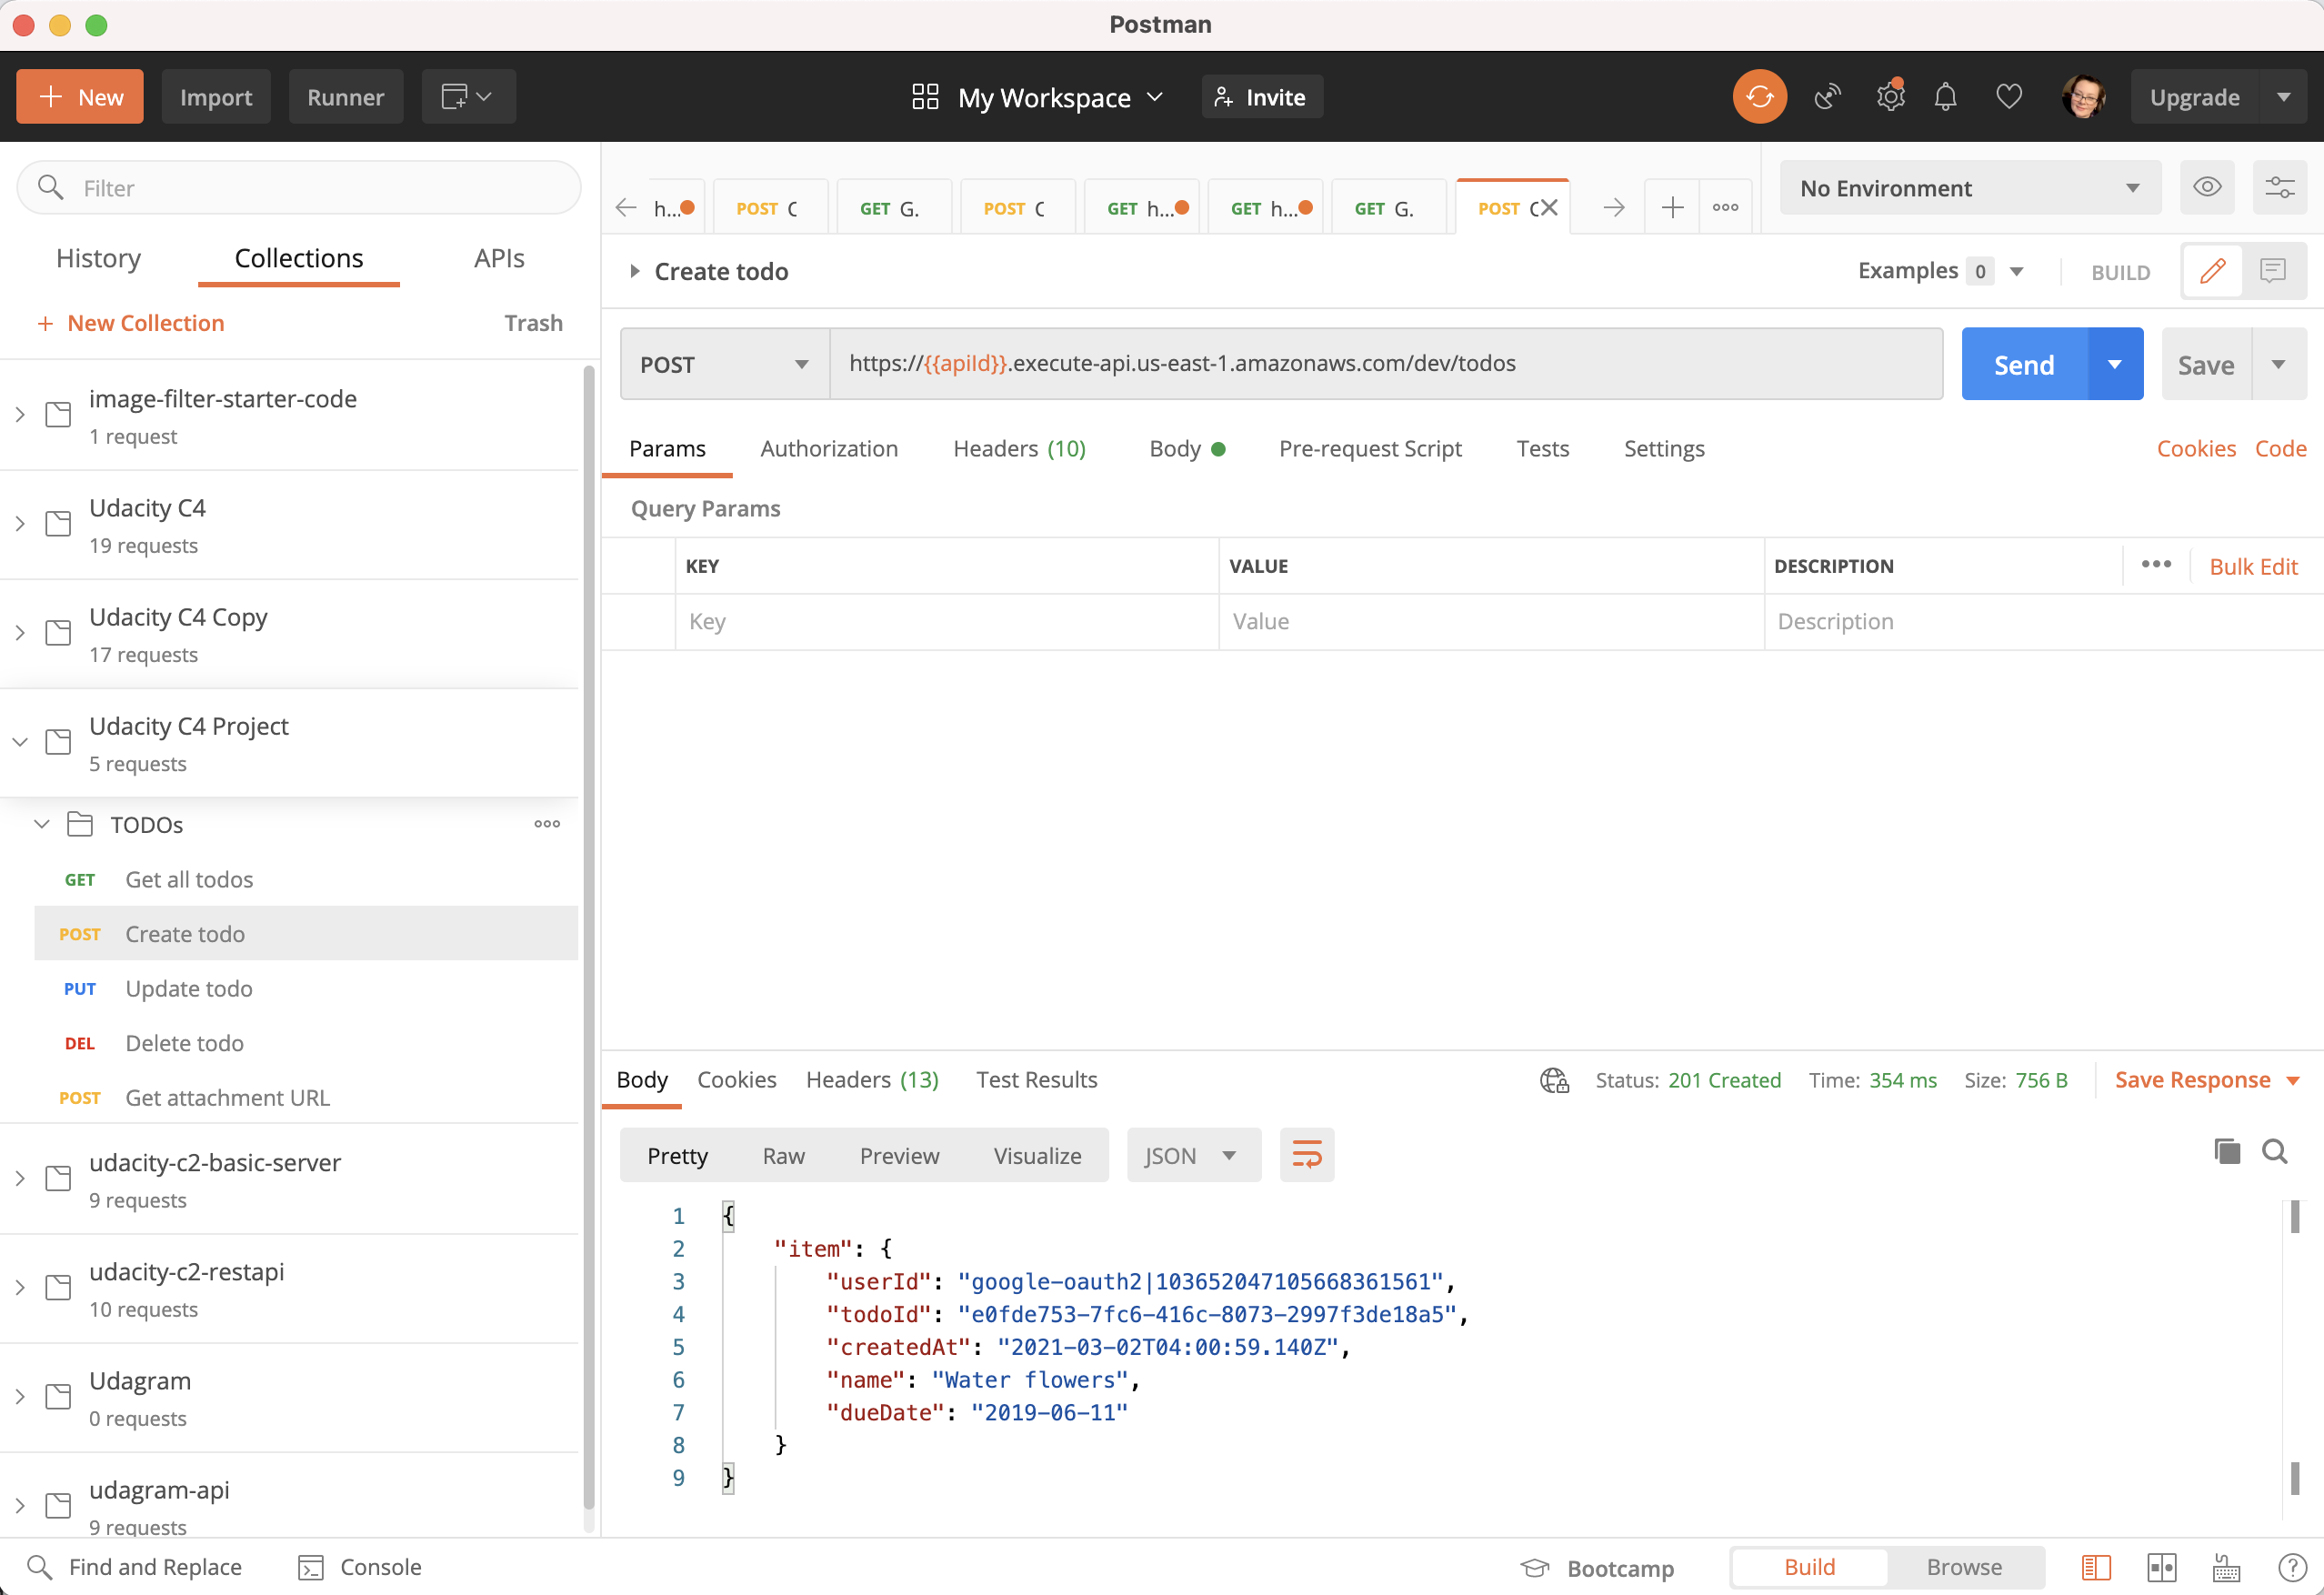 Postman
New
Import
Runner
My Workspace
Invite
Upgrade
Filter
History
Collections
APIs
New Collection
Trash
image-filter-starter-code
1 request
Udacity C4
19 requests
Udacity C4 Copy
17 requests
Udacity C4 Project
5 requests
TODOs
GET Get all todos
POST Create todo
PUT Update todo
DEL Delete todo
POST Get attachment URL
udacity-c2-basic-server
9 requests
udacity-c2-restapi
10 requests
Udagram
0 requests
udagram-api
9 requests
h...
POST C
GET G.
POST C
GET h...
GET h...
GET G.
POST C
No Environment
Create todo
Examples 0
BUILD
POST
https://{{apiId}}.execute-api.us-east-1.amazonaws.com/dev/todos
Send
Save
Params
Authorization
Headers (10)
Body
Pre-request Script
Tests
Settings
Cookies
Code
Query Params
KEY
VALUE
DESCRIPTION
Bulk Edit
Key
Value
Description
Body
Cookies
Headers (13)
Test Results
Status: 201 Created
Time: 354 ms
Size: 756 B
Save Response
Pretty
Raw
Preview
Visualize
JSON
1 {
2 "item": {
3 "userId": "google-oauth2|103652047105668361561",
4 "todoId": "e0fde753-7fc6-416c-8073-2997f3de18a5",
5 "createdAt": "2021-03-02T04:00:59.140Z",
6 "name": "Water flowers",
7 "dueDate": "2019-06-11"
8 }
9 }
Find and Replace
Console
Bootcamp
Build
Browse